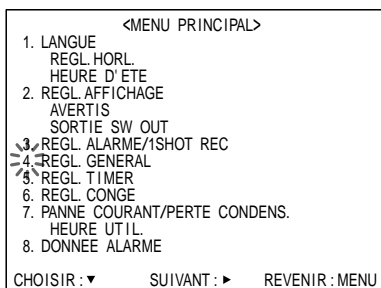 <MENU PRINCIPAL>
1. LANGUE
REGL.HORL.
HEURE D'ETE
2. REGL.AFFICHAGE
AVERTIS
SORTIE SW OUT
3. REGL. ALARME/1SHOT REC
4. REGL. GENERAL
5. REGL. TIMER
6. REGL. CONGE
7. PANNE COURANT/PERTE CONDENS.
HEURE UTIL.
8. DONNEE ALARME
CHOISIR : ▼ SUIVANT : ► REVENIR : MENU